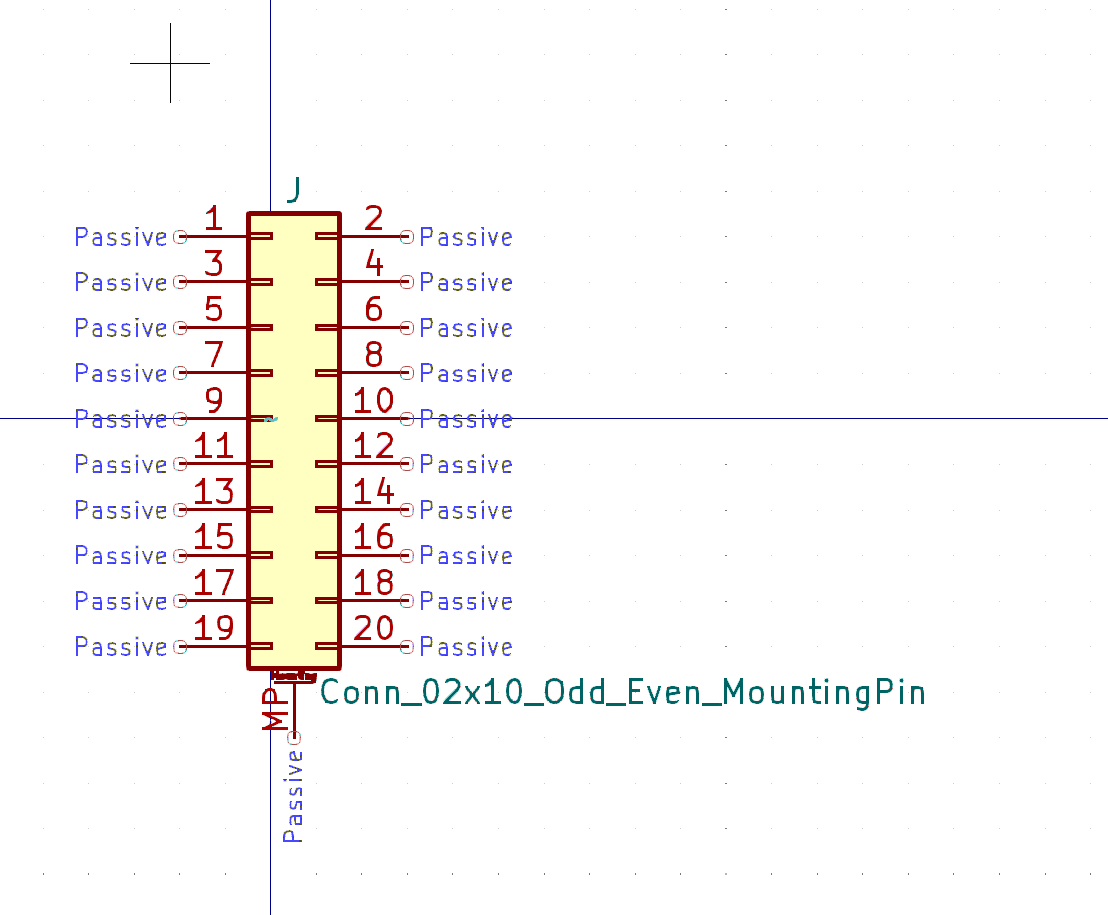 J
Passive 1 2 Passive
Passive 3 4 Passive
Passive 5 6 Passive
Passive 7 8 Passive
Passive 9 10 Passive
Passive 11 12 Passive
Passive 13 14 Passive
Passive 15 16 Passive
Passive 17 18 Passive
Passive 19 20 Passive
Mounting
MP
Conn_02x10_Odd_Even_MountingPin
Passive